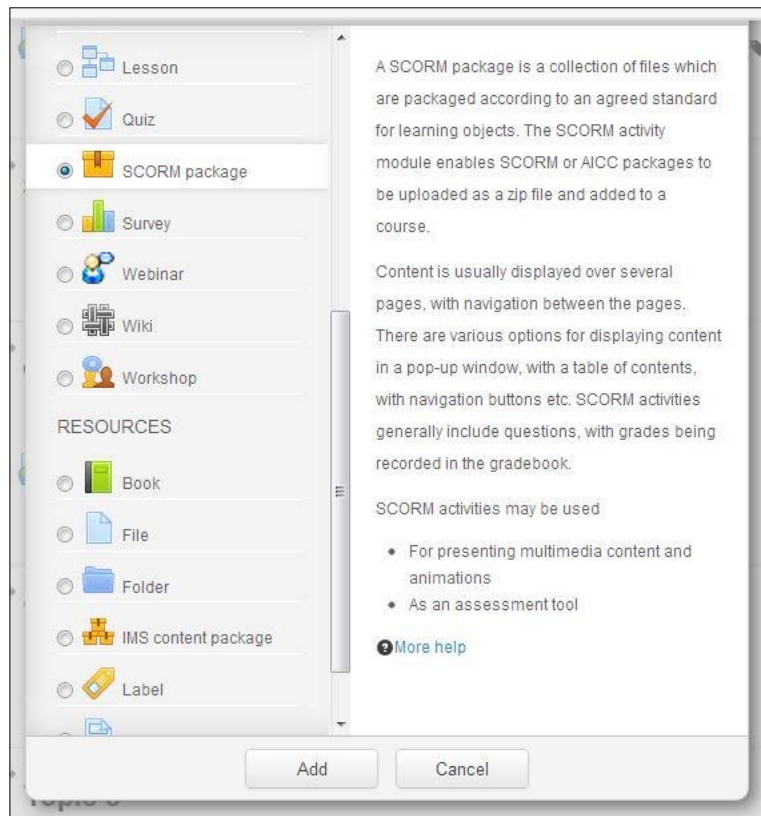 Lesson
Quiz
SCORM package
Survey
Webinar
Wiki
Workshop
RESOURCES
Book
File
Folder
IMS content package
Label
A SCORM package is a collection of files which
are packaged according to an agreed standard
for learning objects. The SCORM activity
module enables SCORM or AICC packages to
be uploaded as a zip file and added to a
course.
Content is usually displayed over several
pages, with navigation between the pages.
There are various options for displaying content
in a pop-up window, with a table of contents,
with navigation buttons etc. SCORM activities
generally include questions, with grades being
recorded in the gradebook.
SCORM activities may be used
• For presenting multimedia content and
animations
• As an assessment tool
More help
Add
Cancel